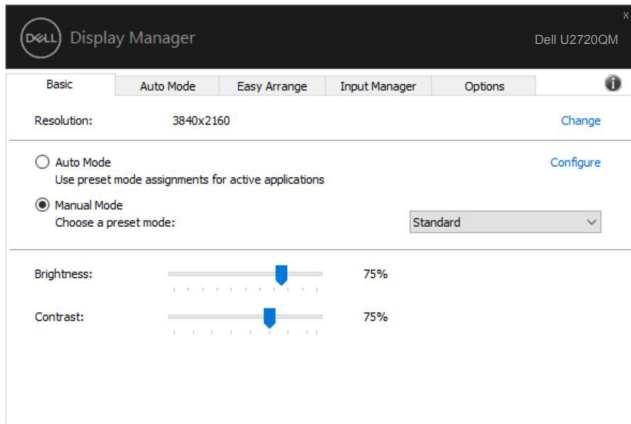 DELL Display Manager
X
Dell U2720QM
Basic Auto Mode Easy Arrange Input Manager Options i
Resolution: 3840x2160 Change
Auto Mode Configure
Use preset mode assignments for active applications
Manual Mode
Choose a preset mode: Standard
Brightness: 75%
Contrast: 75%